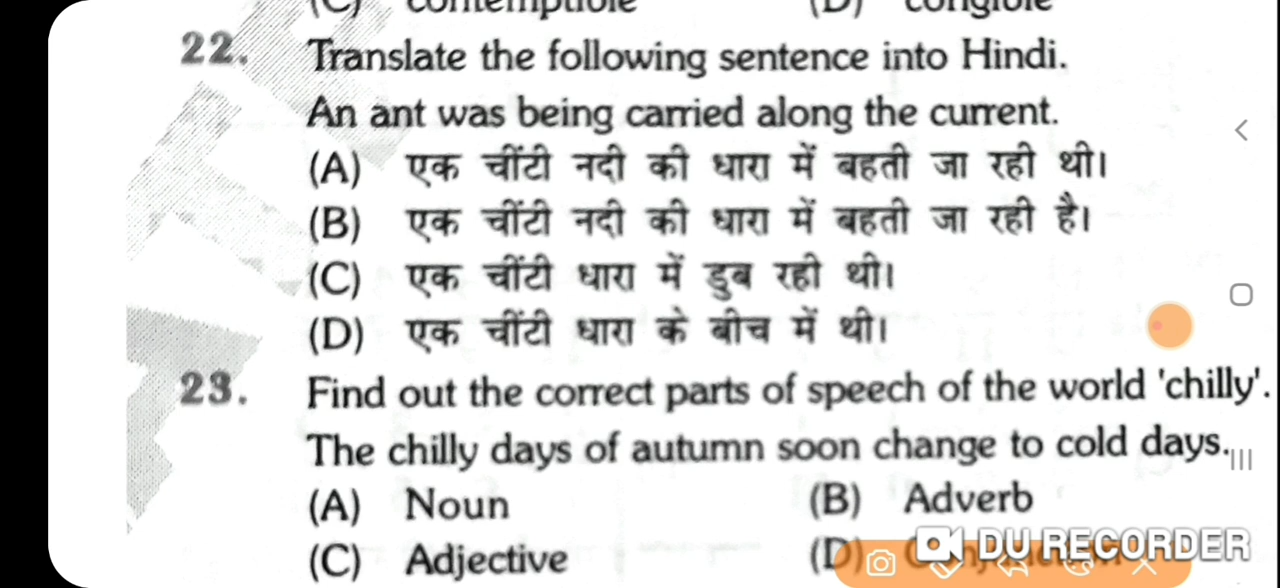 (C) contemptible (D) congible
22. Translate the following sentence into Hindi.
An ant was being carried along the current.
(A) एक चींटी नदी की धारा में बहती जा रही थी।
(B) एक चींटी नदी की धारा में बहती जा रही है।
(C) एक चींटी धारा में डुब रही थी।
(D) एक चींटी धारा के बीच में थी।
23. Find out the correct parts of speech of the world 'chilly'.
The chilly days of autumn soon change to cold days.
(A) Noun (B) Adverb
(C) Adjective (D)
DU RECORDER